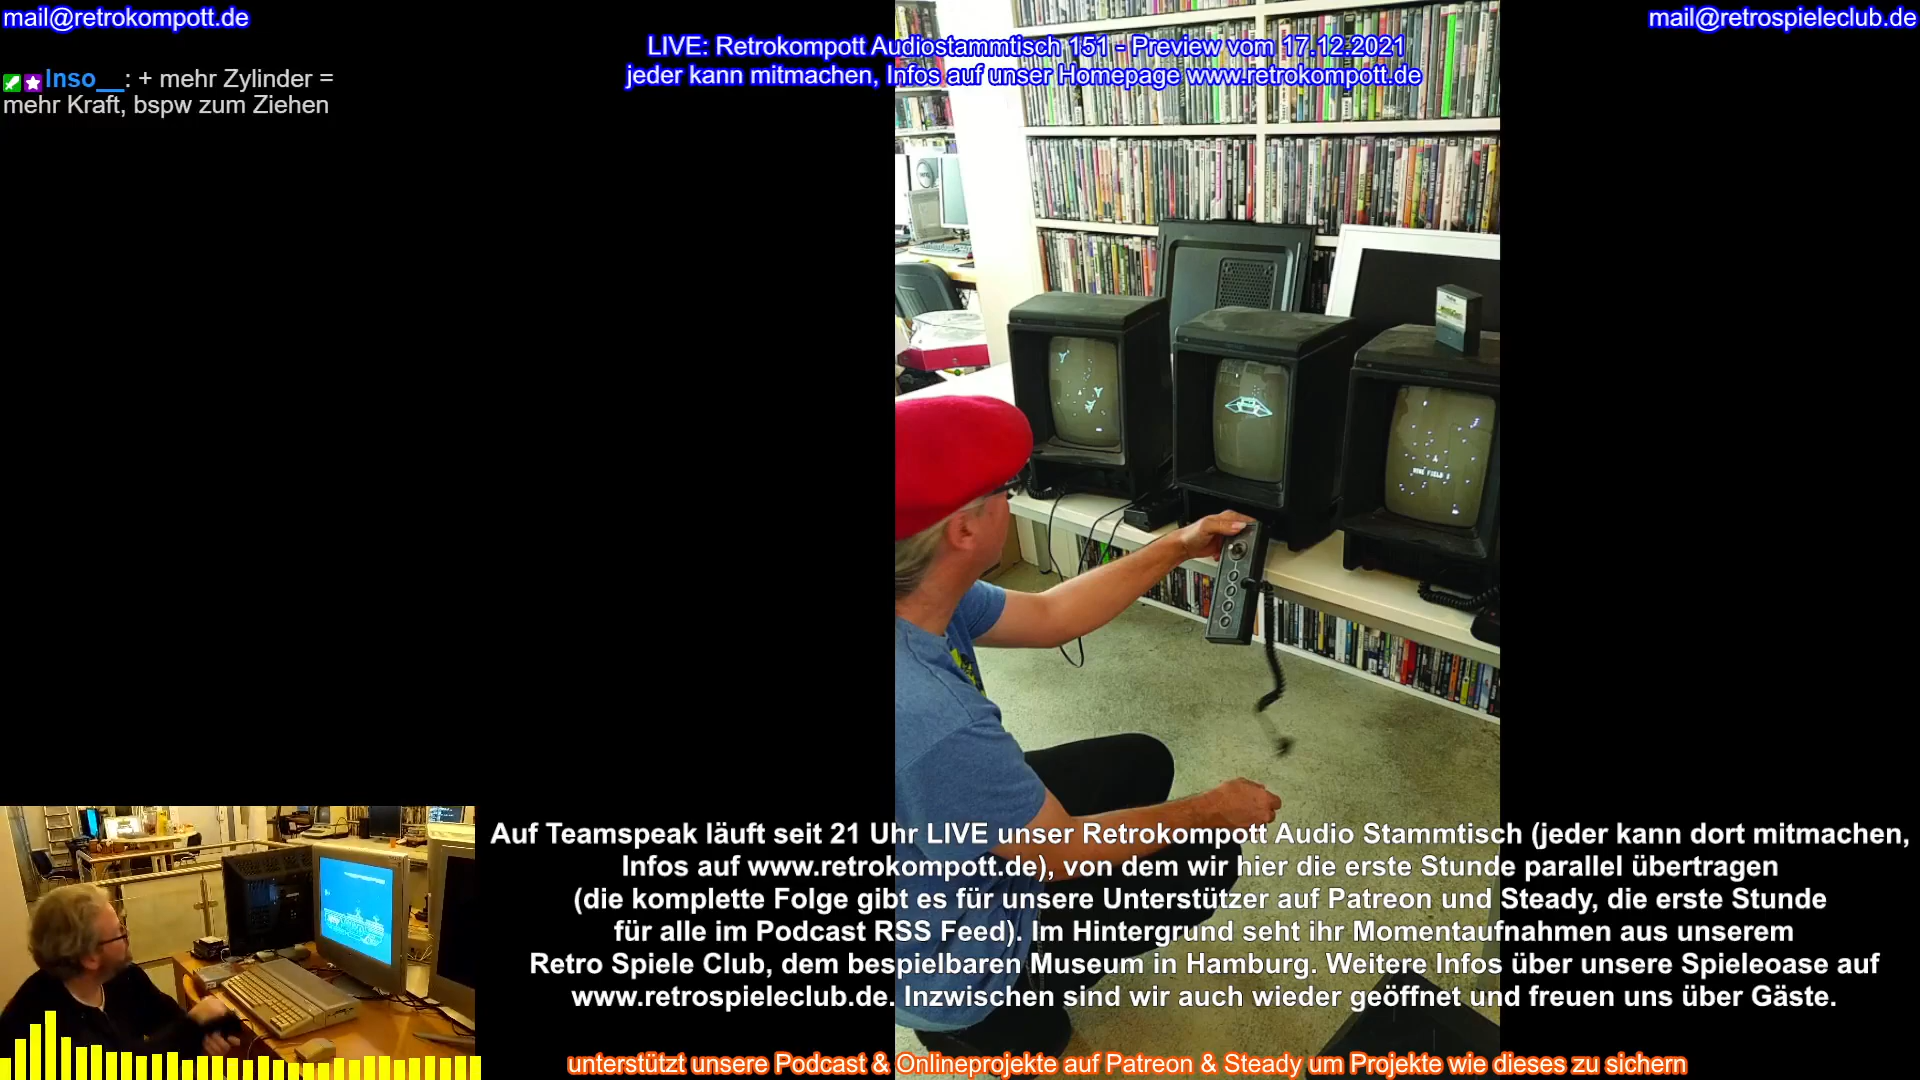 mail@retrokompott.de
mail@retrospieleclub.de
LIVE: Retrokompott Audiostammtisch 151 - Preview vom 17.12.2021
jeder kann mitmachen, Infos auf unser Homepage www.retrokompott.de
Inso__: + mehr Zylinder =
mehr Kraft, bspw zum Ziehen
MINE FIELD
Auf Teamspeak läuft seit 21 Uhr LIVE unser Retrokompott Audio Stammtisch (jeder kann dort mitmachen,
Infos auf www.retrokompott.de), von dem wir hier die erste Stunde parallel übertragen
(die komplette Folge gibt es für unsere Unterstützer auf Patreon und Steady, die erste Stunde
für alle im Podcast RSS Feed). Im Hintergrund seht ihr Momentaufnahmen aus unserem
Retro Spiele Club, dem bespielbaren Museum in Hamburg. Weitere Infos über unsere Spieleoase auf
www.retrospieleclub.de. Inzwischen sind wir auch wieder geöffnet und freuen uns über Gäste.
unterstützt unsere Podcast & Onlineprojekte auf Patreon & Steady um Projekte wie dieses zu sichern